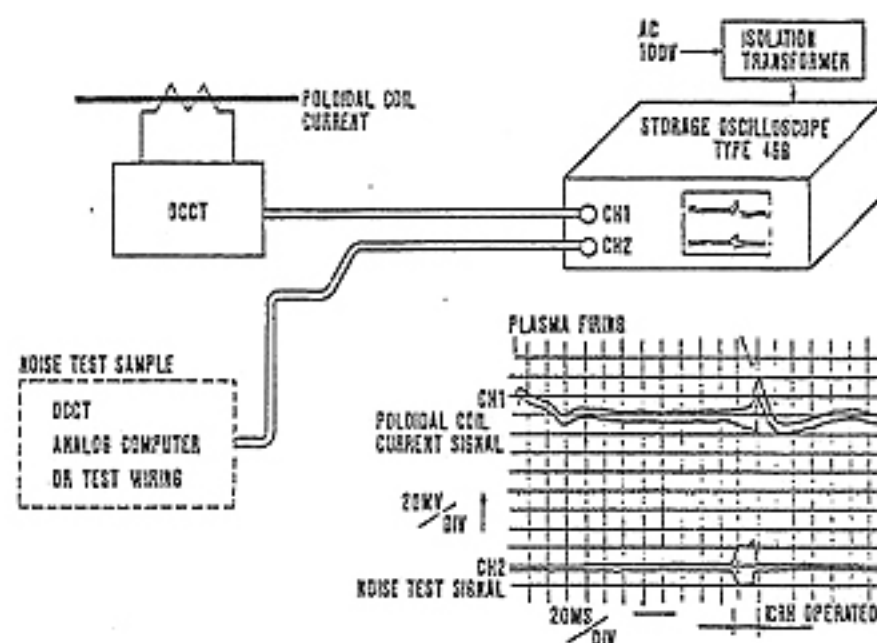 AC
100V
ISOLATION
TRANSFORMER
POLOIDAL COIL
CURRENT
STORAGE OSCILLOSCOPE
TYPE 468
DCCT
CH1
CH2
PLASMA FIRING
NOISE TEST SAMPLE
DCCT
ANALOG COMPUTER
OR TEST WIRING
CH1
POLOIDAL COIL
CURRENT SIGNAL
20MV/DIV
CH2
NOISE TEST SIGNAL
20MS/DIV
ICRH OPERATED